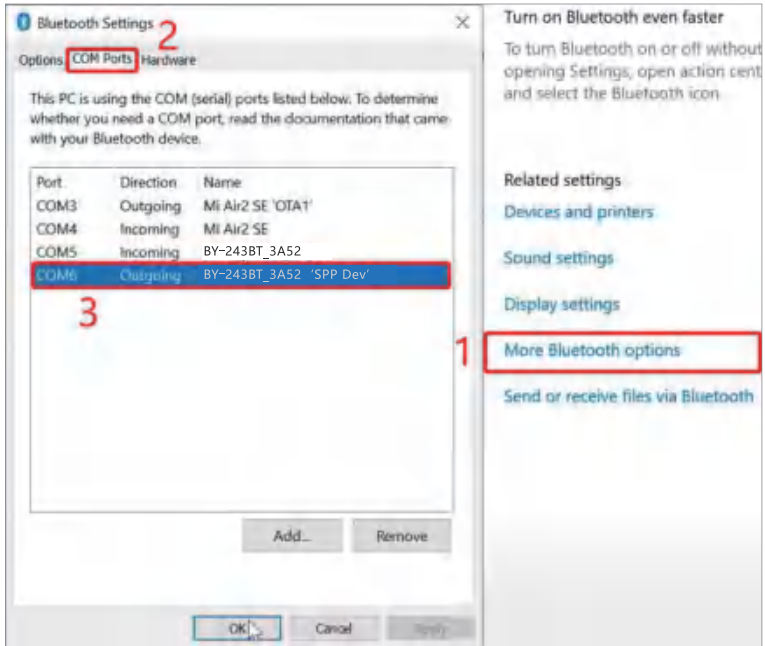 Bluetooth Settings
2
Options COM Ports Hardware
This PC is using the COM (serial) ports listed below. To determine
whether you need a COM port, read the documentation that came
with your Bluetooth device.
Port Direction Name
COM3 Outgoing Mi Air2 SE 'OTA1'
COM4 Incoming Mi Air2 SE
COM5 Incoming BY-243BT_3A52
COM6 Outgoing BY-243BT_3A52 ‘SPP Dev’
3
Add... Remove
OK Cancel Apply
Turn on Bluetooth even faster
To turn Bluetooth on or off without
opening Settings, open action cent
and select the Bluetooth icon
Related settings
Devices and printers
Sound settings
Display settings
1
More Bluetooth options
Send or receive files via Bluetooth